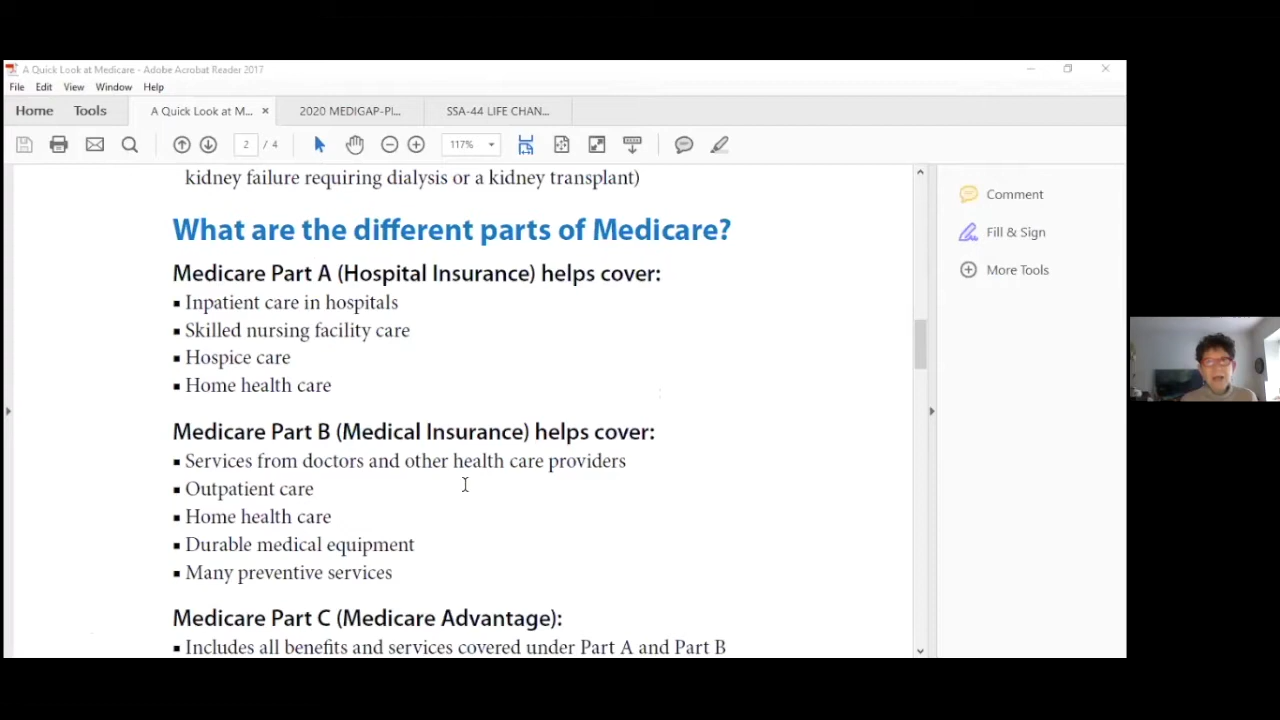 A Quick Look at Medicare - Adobe Acrobat Reader 2017
File Edit View Window Help
Home Tools A Quick Look at M... × 2020 MEDIGAP-Pl... SSA-44 LIFE CHAN...
2 / 4 117%
kidney failure requiring dialysis or a kidney transplant)
What are the different parts of Medicare?
Medicare Part A (Hospital Insurance) helps cover:
▪ Inpatient care in hospitals
▪ Skilled nursing facility care
▪ Hospice care
▪ Home health care
Medicare Part B (Medical Insurance) helps cover:
▪ Services from doctors and other health care providers
▪ Outpatient care
▪ Home health care
▪ Durable medical equipment
▪ Many preventive services
Medicare Part C (Medicare Advantage):
▪ Includes all benefits and services covered under Part A and Part B
Comment
Fill & Sign
More Tools